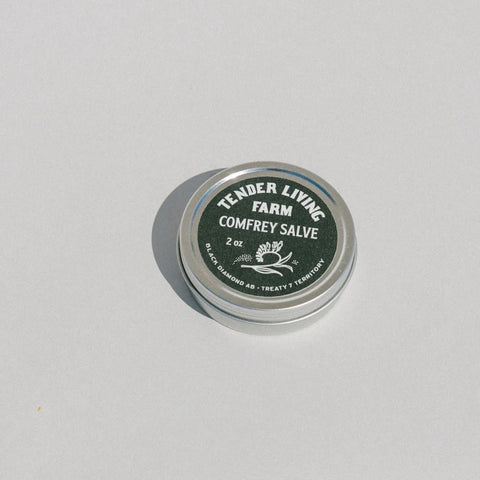 TENDER LIVING
FARM
COMFREY SALVE
2 oz
BLACK DIAMOND AB • TREATY 7 TERRITORY